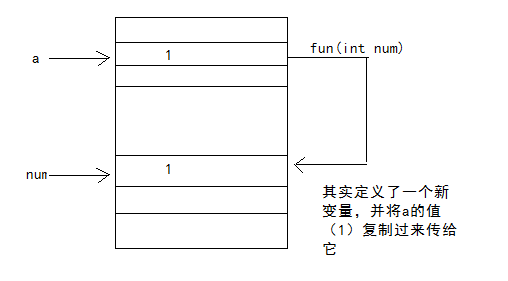 fun(int num)
a
1
num
1
其实定义了一个新
变量，并将a的值
（1）复制过来传给
它